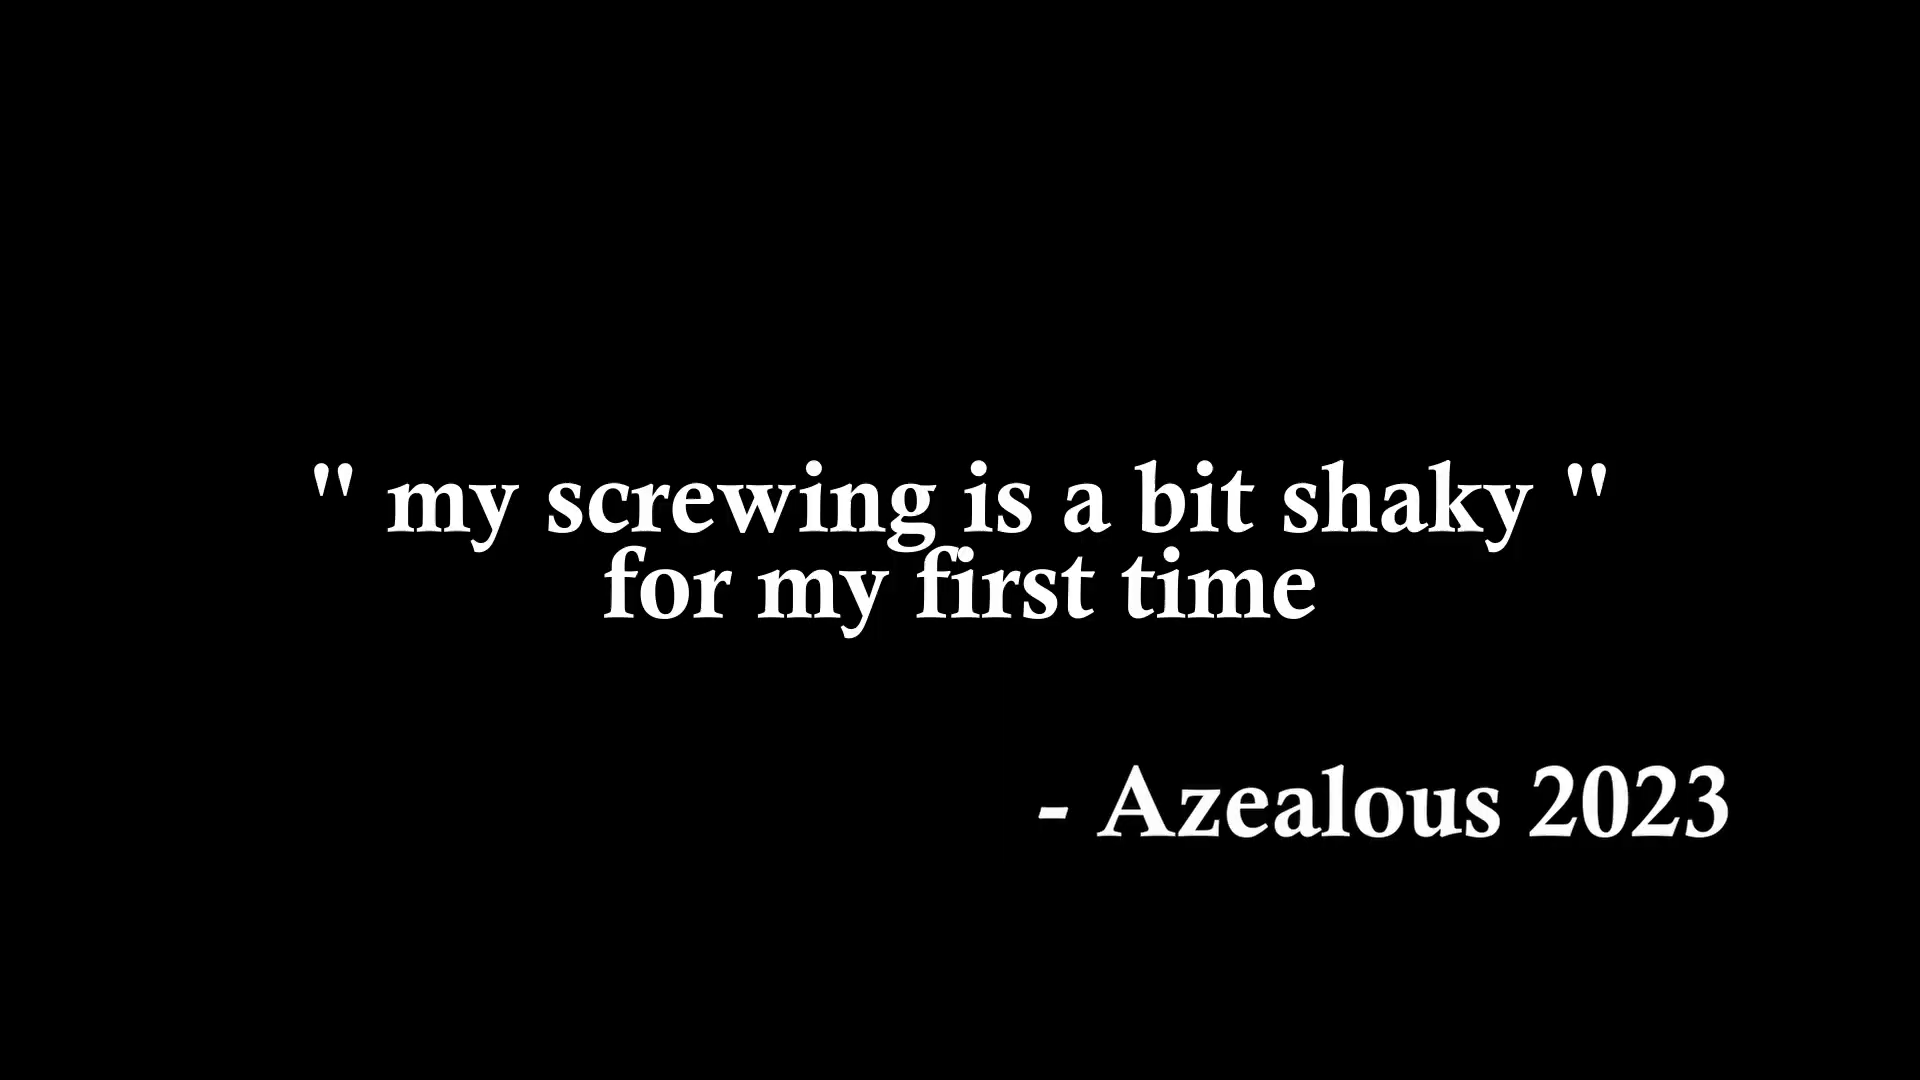 " my screwing is a bit shaky "
for my first time
- Azealous 2023